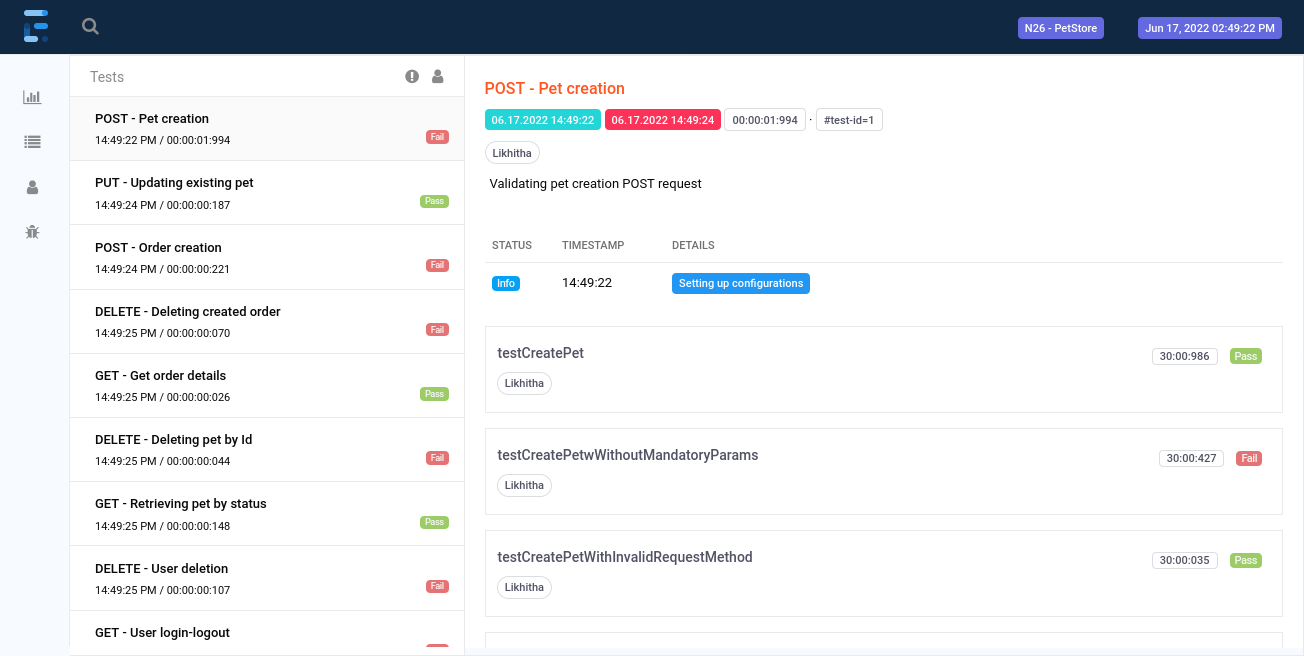 N26 - PetStore
Jun 17, 2022 02:49:22 PM
Tests
POST - Pet creation
14:49:22 PM / 00:00:01:994
Fail
PUT - Updating existing pet
14:49:24 PM / 00:00:00:187
Pass
POST - Order creation
14:49:24 PM / 00:00:00:221
Fail
DELETE - Deleting created order
14:49:25 PM / 00:00:00:070
Fail
GET - Get order details
14:49:25 PM / 00:00:00:026
Pass
DELETE - Deleting pet by Id
14:49:25 PM / 00:00:00:044
Fail
GET - Retrieving pet by status
14:49:25 PM / 00:00:00:148
Pass
DELETE - User deletion
14:49:25 PM / 00:00:00:107
Fail
GET - User login-logout
POST - Pet creation
06.17.2022 14:49:22 06.17.2022 14:49:24 00:00:01:994 · #test-id=1
Likhitha
Validating pet creation POST request
STATUS TIMESTAMP DETAILS
Info 14:49:22 Setting up configurations
testCreatePet 30:00:986 Pass
Likhitha
testCreatePetwWithoutMandatoryParams 30:00:427 Fail
Likhitha
testCreatePetWithInvalidRequestMethod 30:00:035 Pass
Likhitha